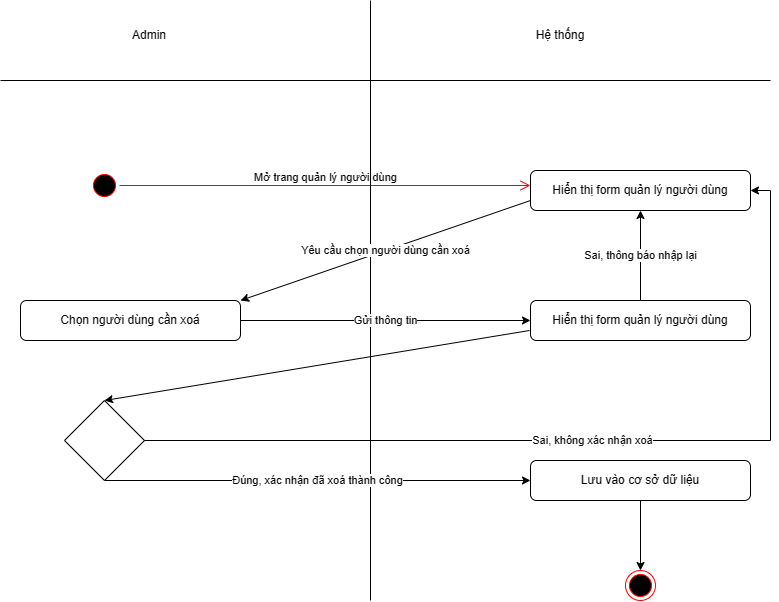 Admin
Hệ thống
Mở trang quản lý người dùng
Hiển thị form quản lý người dùng
Yêu cầu chọn người dùng cần xoá
Sai, thông báo nhập lại
Chọn người dùng cần xoá
Gửi thông tin
Hiển thị form quản lý người dùng
Sai, không xác nhận xoá
Đúng, xác nhận đã xoá thành công
Lưu vào cơ sở dữ liệu